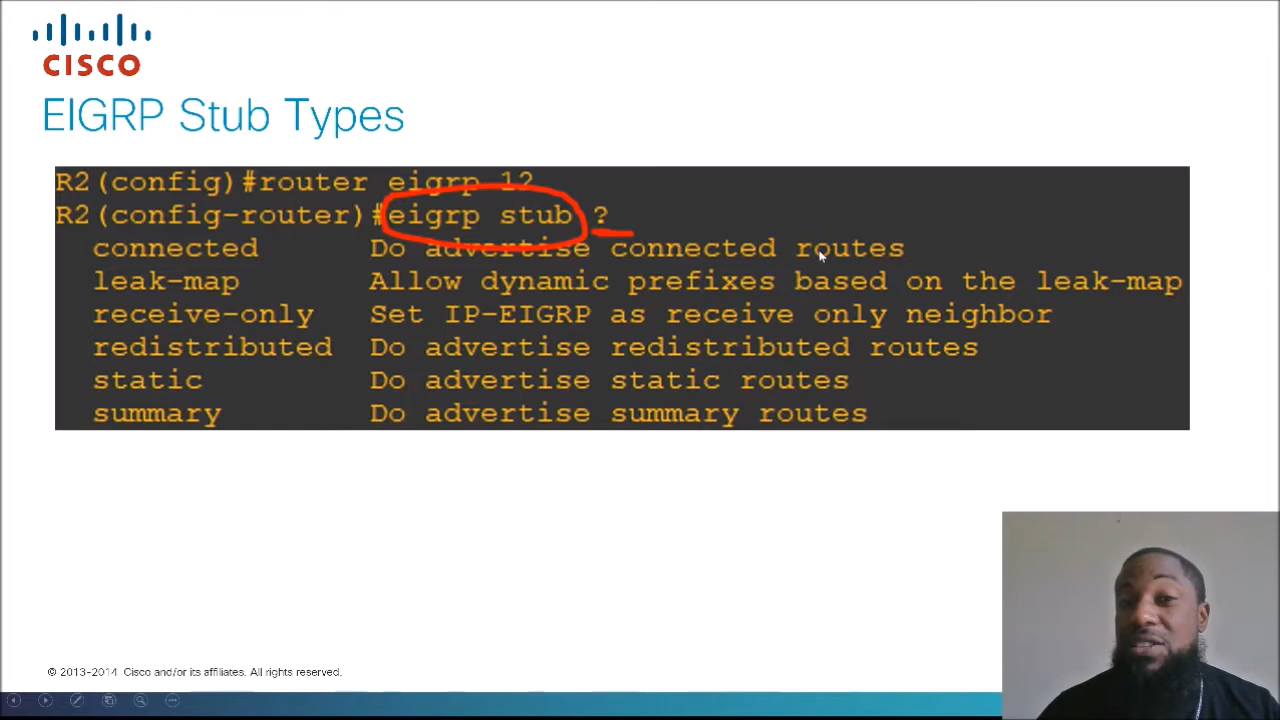 CISCO
EIGRP Stub Types
R2(config)#router eigrp 12
R2(config-router)#eigrp stub ?
connected Do advertise connected routes
leak-map Allow dynamic prefixes based on the leak-map
receive-only Set IP-EIGRP as receive only neighbor
redistributed Do advertise redistributed routes
static Do advertise static routes
summary Do advertise summary routes
© 2013-2014 Cisco and/or its affiliates. All rights reserved.